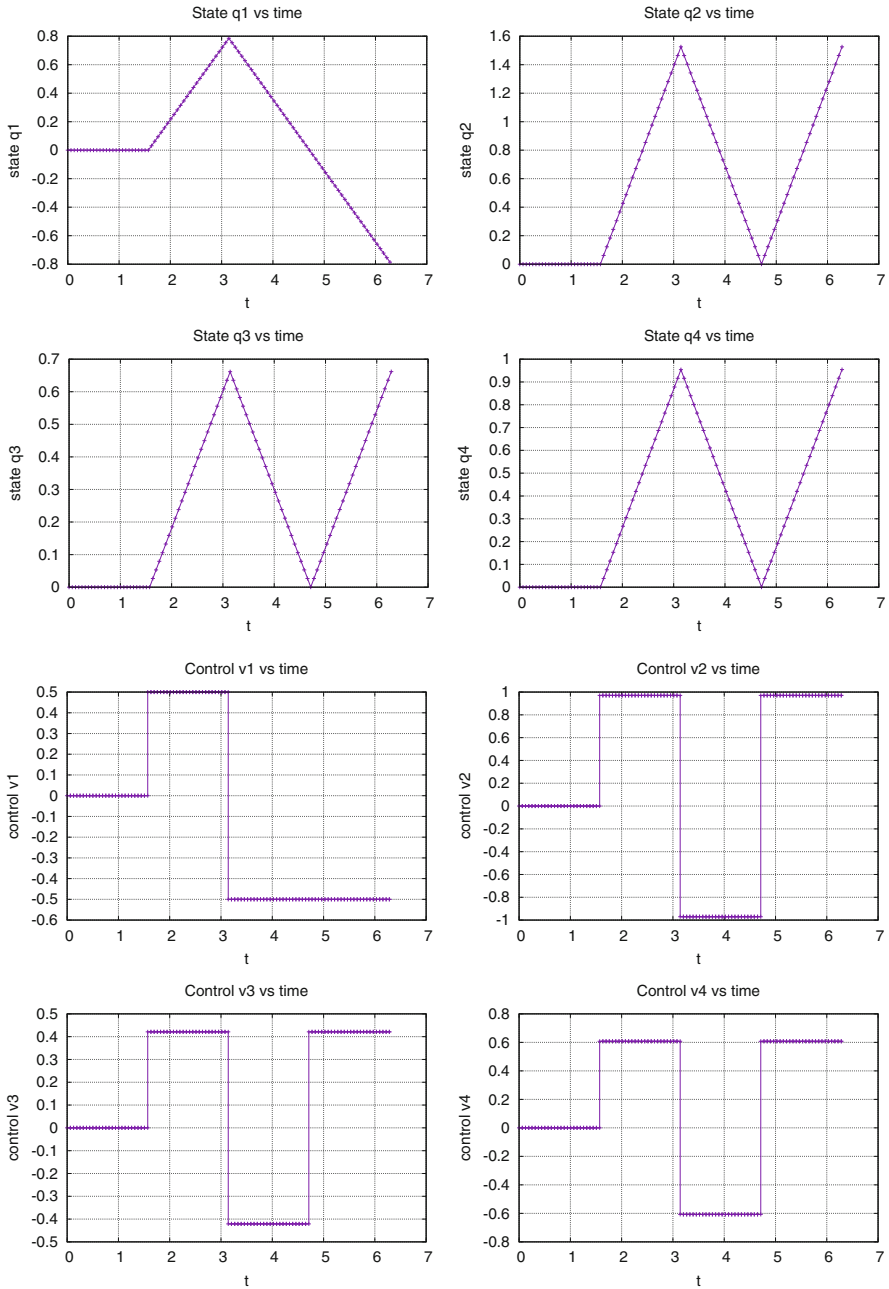 State q1 vs time
0.8
0.6
0.4
0.2
0
-0.2
-0.4
-0.6
-0.8
state q1
0 1 2 3 4 5 6 7
t
State q2 vs time
1.6
1.4
1.2
1
0.8
0.6
0.4
0.2
0
state q2
0 1 2 3 4 5 6 7
t
State q3 vs time
0.7
0.6
0.5
0.4
0.3
0.2
0.1
0
state q3
0 1 2 3 4 5 6 7
t
State q4 vs time
1
0.9
0.8
0.7
0.6
0.5
0.4
0.3
0.2
0.1
0
state q4
0 1 2 3 4 5 6 7
t
Control v1 vs time
0.5
0.4
0.3
0.2
0.1
0
-0.1
-0.2
-0.3
-0.4
-0.5
-0.6
control v1
0 1 2 3 4 5 6 7
t
Control v2 vs time
1
0.8
0.6
0.4
0.2
0
-0.2
-0.4
-0.6
-0.8
-1
control v2
0 1 2 3 4 5 6 7
t
Control v3 vs time
0.5
0.4
0.3
0.2
0.1
0
-0.1
-0.2
-0.3
-0.4
-0.5
control v3
0 1 2 3 4 5 6 7
t
Control v4 vs time
0.8
0.6
0.4
0.2
0
-0.2
-0.4
-0.6
-0.8
control v4
0 1 2 3 4 5 6 7
t